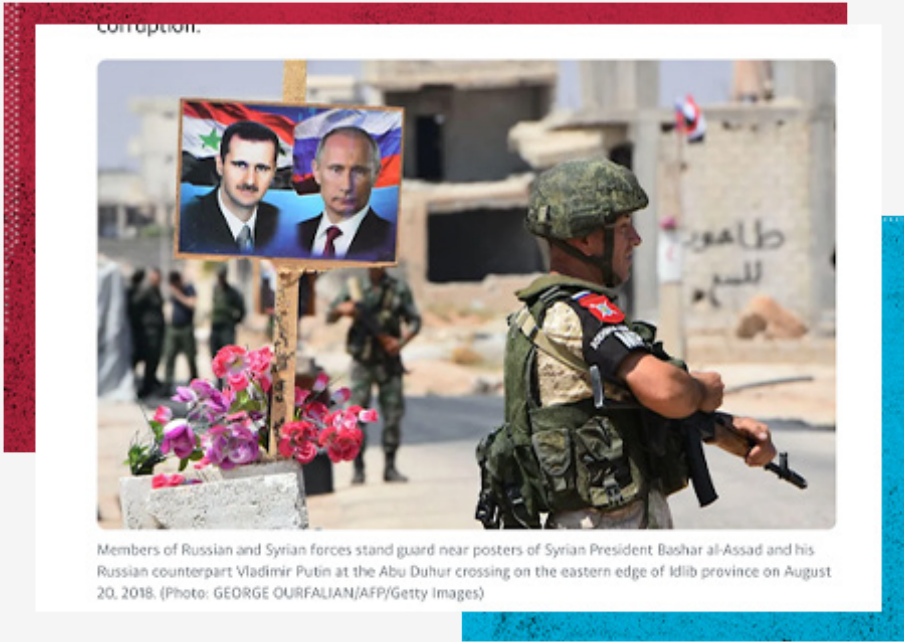 corruption.
Members of Russian and Syrian forces stand guard near posters of Syrian President Bashar al-Assad and his
Russian counterpart Vladimir Putin at the Abu Duhur crossing on the eastern edge of Idlib province on August
20, 2018. (Photo: GEORGE OURFALIAN/AFP/Getty Images)